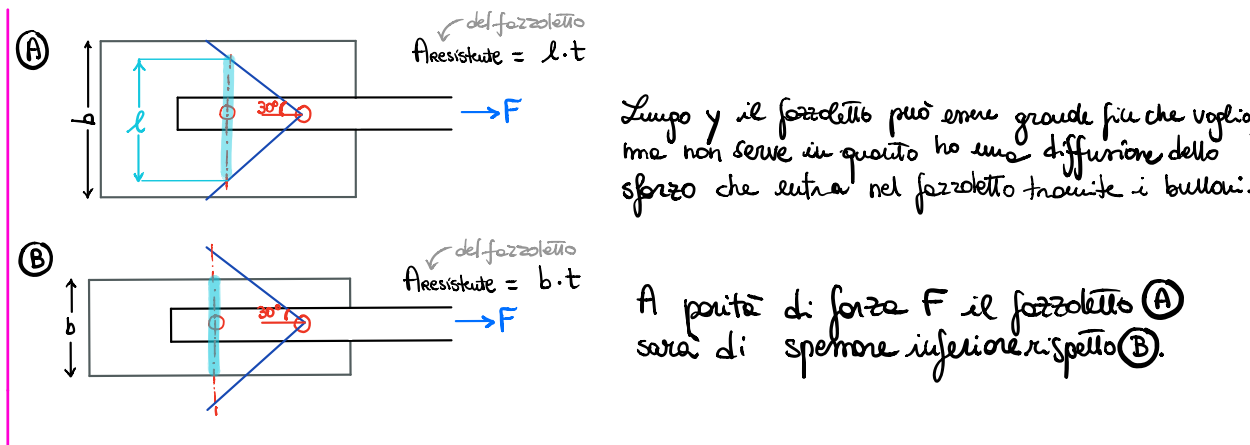 A
del fazzoletto
Aresistente = l.t
b
l
30°
F
Lungo y il fazzoletto può essere grande fin che voglio
ma non serve in quanto ho una diffusione dello
sforzo che entra nel fazzoletto tramite i bulloni.
B
del fazzoletto
Aresistente = b.t
b
30°
F
A parità di forza F il fazzoletto A
sarà di spessore inferiore rispetto B.